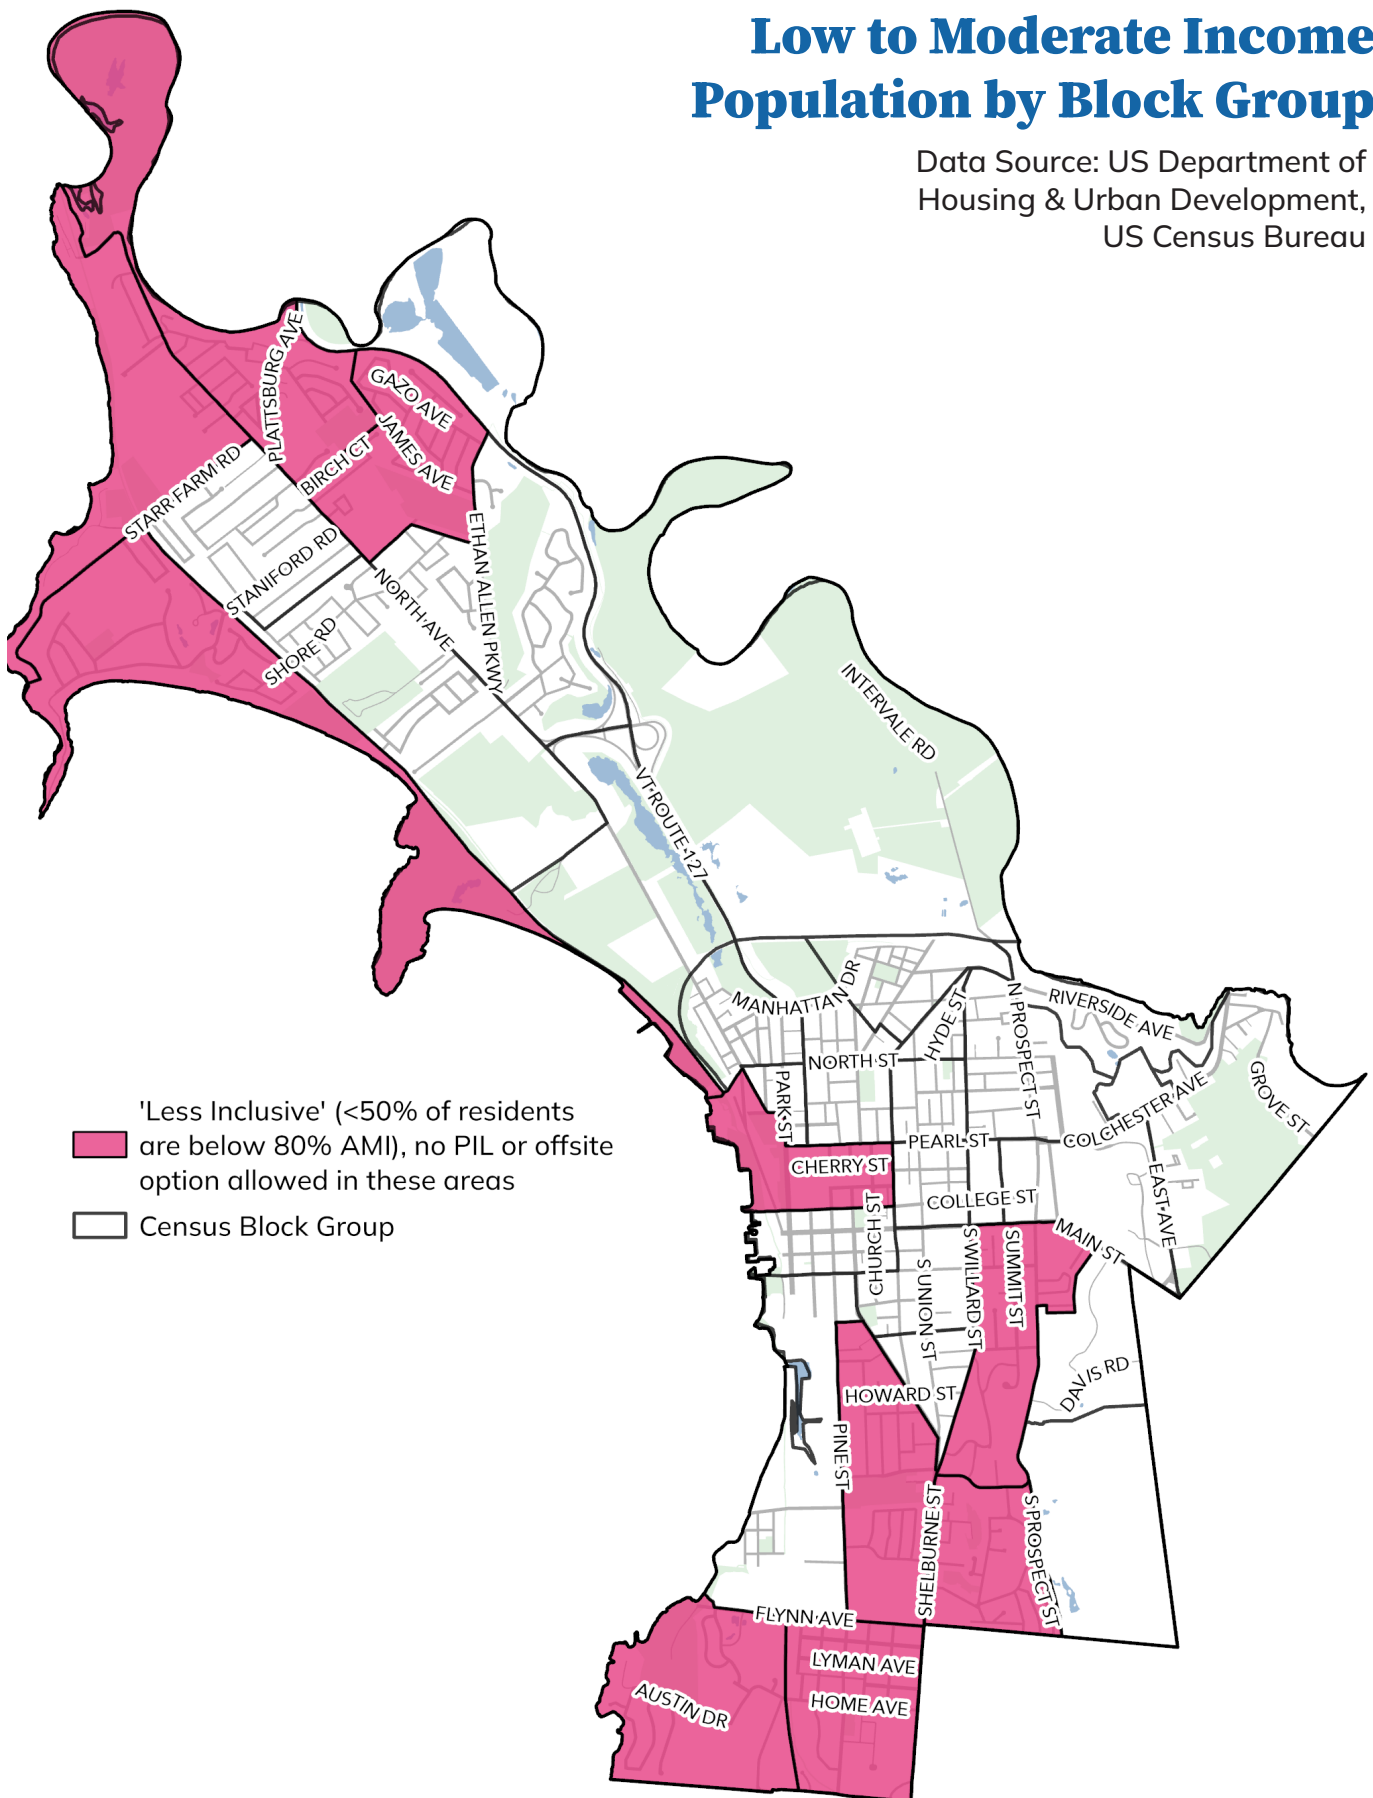 Low to Moderate Income
Population by Block Group
Data Source: US Department of
Housing & Urban Development,
US Census Bureau
PLATTSBURG AVE
GAZO AVE
JAMES AVE
BIRCH CT
STARR FARM RD
STANIFORD RD
ETHAN ALLEN PKWY
NORTH AVE
SHORE RD
INTERVALE RD
VT ROUTE 127
MANHATTAN DR
HYDE ST
N PROSPECT ST
RIVERSIDE AVE
NORTH ST
PARK ST
GROVE ST
COLCHESTER AVE
PEARL ST
CHERRY ST
EAST AVE
COLLEGE ST
CHURCH ST
MAIN ST
S WILLARD ST
SUMMIT ST
S UNION ST
'Less Inclusive' (<50% of residents
are below 80% AMI), no PIL or offsite
option allowed in these areas
Census Block Group
DAVIS RD
HOWARD ST
PINE ST
SHELBURNE ST
S PROSPECT ST
FLYNN AVE
LYMAN AVE
HOME AVE
AUSTIN DR